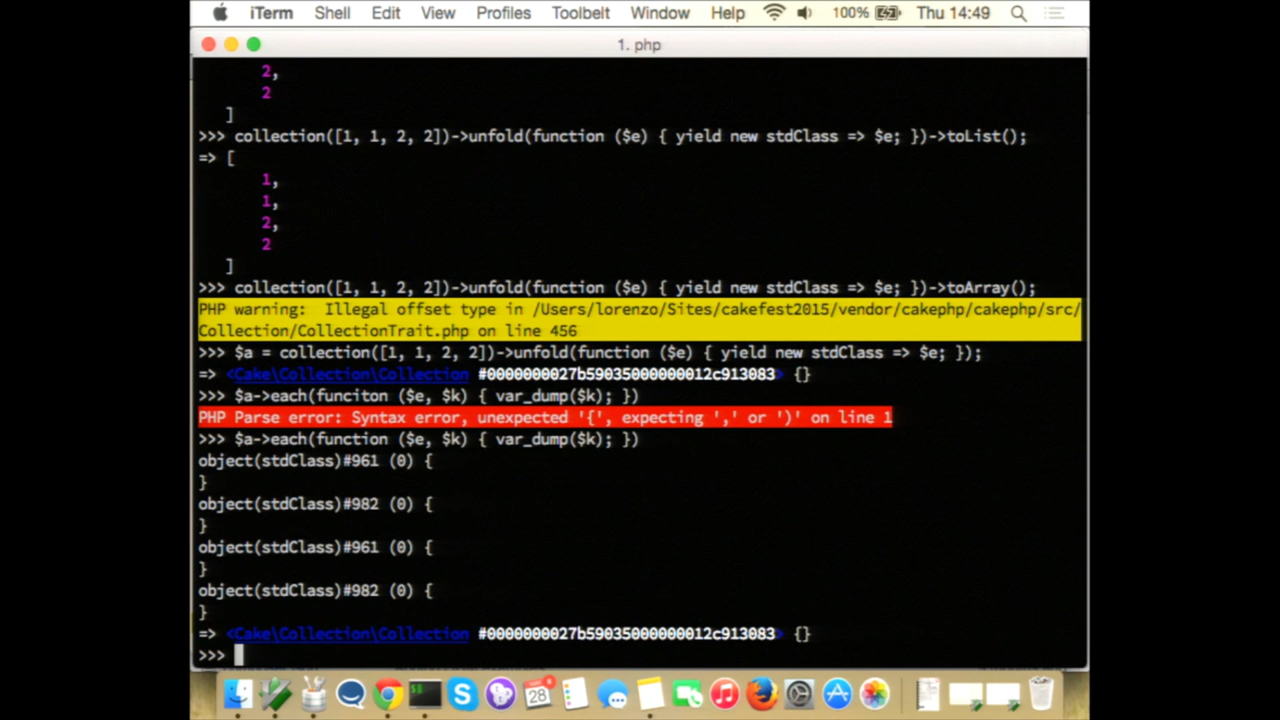 iTerm Shell Edit View Profiles Toolbelt Window Help 100% Thu 14:49
1. php
2,
2
]
>>> collection([1, 1, 2, 2])->unfold(function ($e) { yield new stdClass => $e; })->toList();
=> [
1,
1,
2,
2
]
>>> collection([1, 1, 2, 2])->unfold(function ($e) { yield new stdClass => $e; })->toArray();
PHP warning:  Illegal offset type in /Users/lorenzo/Sites/cakefest2015/vendor/cakephp/cakephp/src/
Collection/CollectionTrait.php on line 456
>>> $a = collection([1, 1, 2, 2])->unfold(function ($e) { yield new stdClass => $e; });
=> <Cake\Collection\Collection #0000000027b59035000000012c913083> {}
>>> $a->each(funciton ($e, $k) { var_dump($k); })
PHP Parse error: Syntax error, unexpected '{', expecting ',' or ')' on line 1
>>> $a->each(function ($e, $k) { var_dump($k); })
object(stdClass)#961 (0) {
}
object(stdClass)#982 (0) {
}
object(stdClass)#961 (0) {
}
object(stdClass)#982 (0) {
}
=> <Cake\Collection\Collection #0000000027b59035000000012c913083> {}
>>>
28